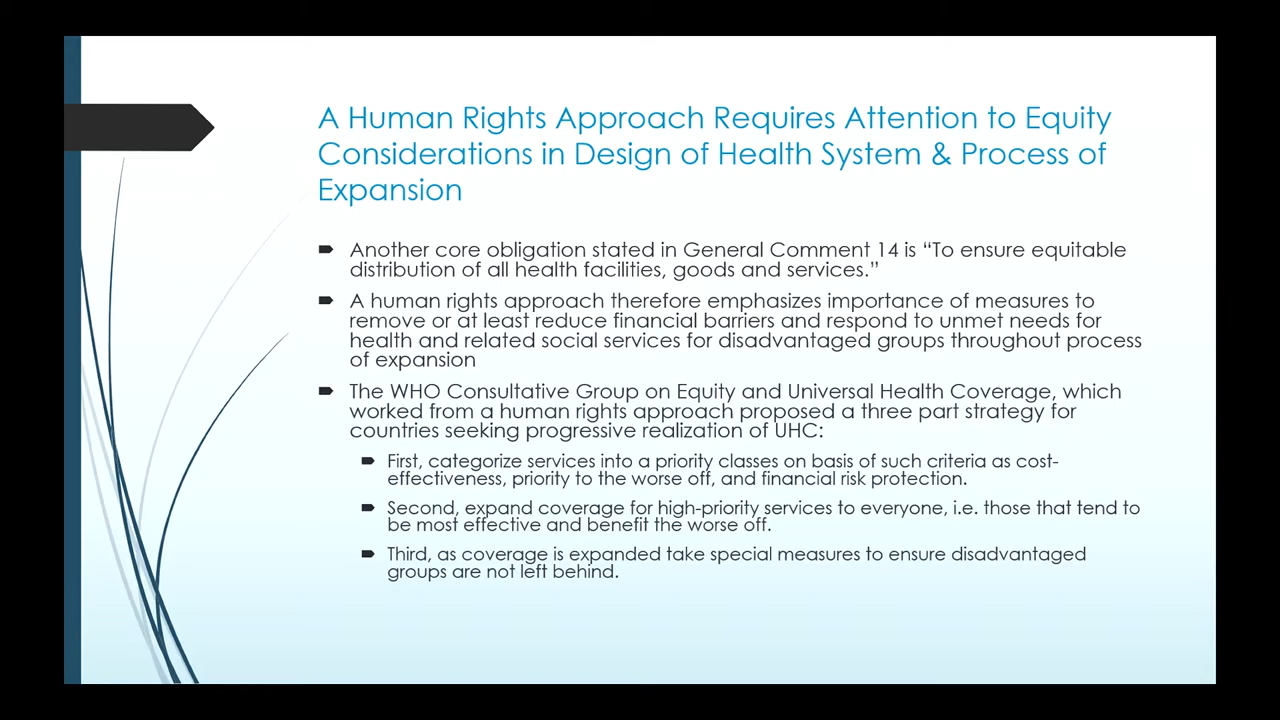 A Human Rights Approach Requires Attention to Equity
Considerations in Design of Health System & Process of
Expansion
Another core obligation stated in General Comment 14 is “To ensure equitable
distribution of all health facilities, goods and services.”
A human rights approach therefore emphasizes importance of measures to
remove or at least reduce financial barriers and respond to unmet needs for
health and related social services for disadvantaged groups throughout process
of expansion
The WHO Consultative Group on Equity and Universal Health Coverage, which
worked from a human rights approach proposed a three part strategy for
countries seeking progressive realization of UHC:
First, categorize services into a priority classes on basis of such criteria as cost-
effectiveness, priority to the worse off, and financial risk protection.
Second, expand coverage for high-priority services to everyone, i.e. those that tend to
be most effective and benefit the worse off.
Third, as coverage is expanded take special measures to ensure disadvantaged
groups are not left behind.